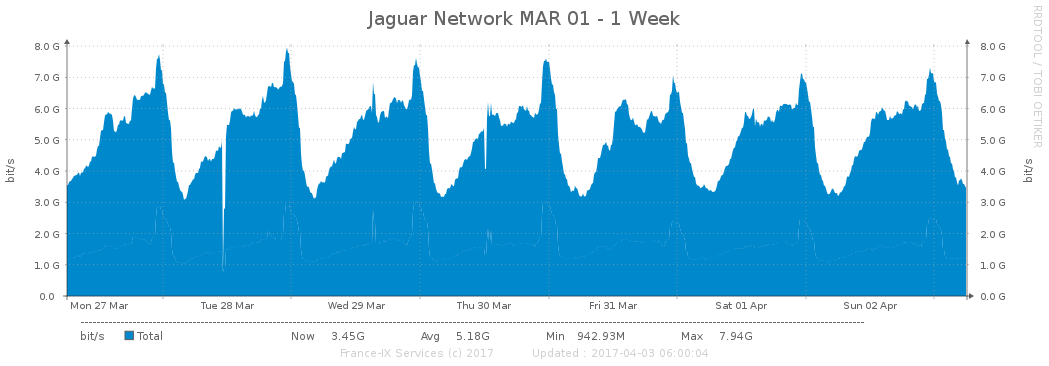 Jaguar Network MAR 01 - 1 Week
RRDTOOL / TOBI OETIKER
8.0 G 8.0 G
7.0 G 7.0 G
6.0 G 6.0 G
5.0 G 5.0 G
4.0 G 4.0 G
3.0 G 3.0 G
2.0 G 2.0 G
1.0 G 1.0 G
0.0 0.0 G
bit/s
bit/s
Mon 27 Mar Tue 28 Mar Wed 29 Mar Thu 30 Mar Fri 31 Mar Sat 01 Apr Sun 02 Apr
bit/s Total Now 3.45G Avg 5.18G Min 942.93M Max 7.94G
France-IX Services (c) 2017 Updated : 2017-04-03 06:00:04